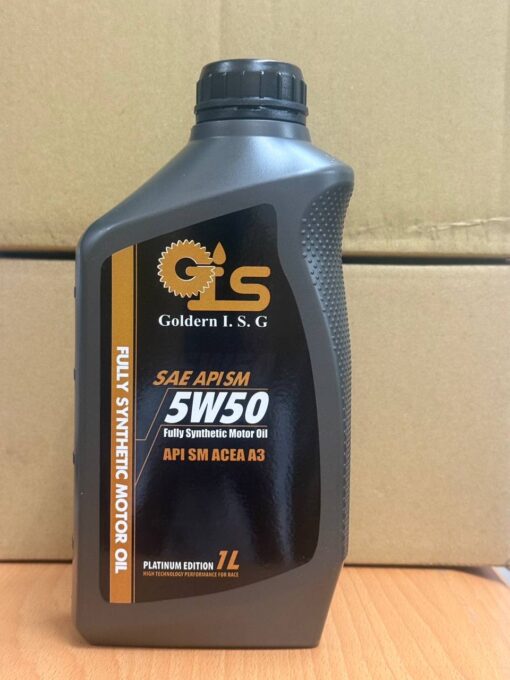 GIS
Goldern I. S. G
SAE API SM
5W50
Fully Synthetic Motor Oil
API SM ACEA A3
PLATINUM EDITION 1L
HIGH TECHNOLOGY PERFORMANCE FOR RACE
FULLY SYNTHETIC MOTOR OIL